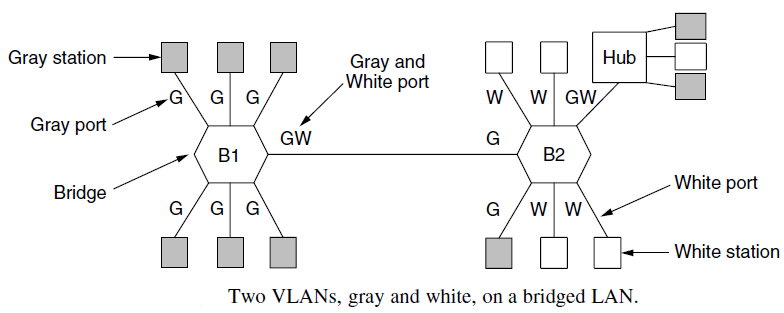 Gray station
Gray port
Bridge
G G G
B1
G G G
Gray and
White port
GW
G
W W GW
Hub
B2
G W W
White port
White station
Two VLANs, gray and white, on a bridged LAN.